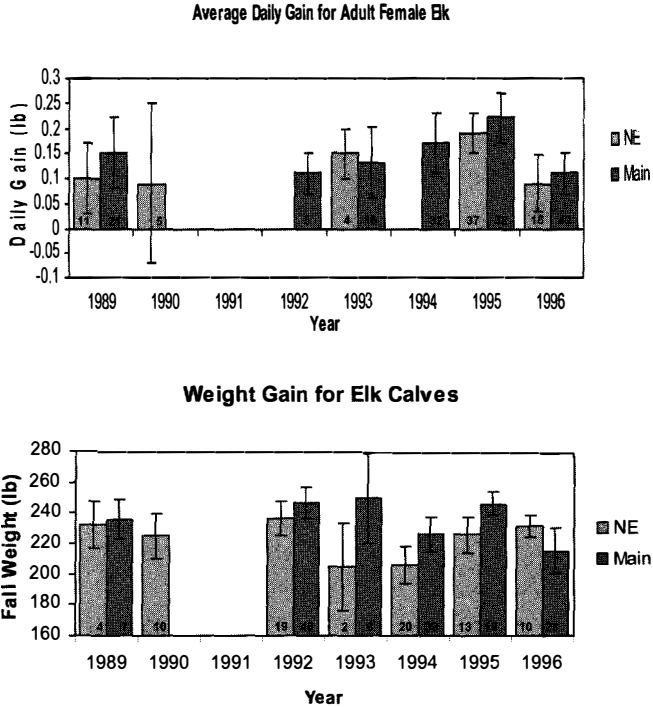 Average Daily Gain for Adult Female Elk
0.3
0.25
0.2
0.15
0.1
0.05
0
-0.05
-0.1
Daily Gain (lb)
11 5 4 37 15
NE
Main
1989 1990 1991 1992 1993 1994 1995 1996
Year
Weight Gain for Elk Calves
280
260
240
220
200
180
160
Fall Weight (lb)
4 10 19 2 20 13 10
NE
Main
1989 1990 1991 1992 1993 1994 1995 1996
Year